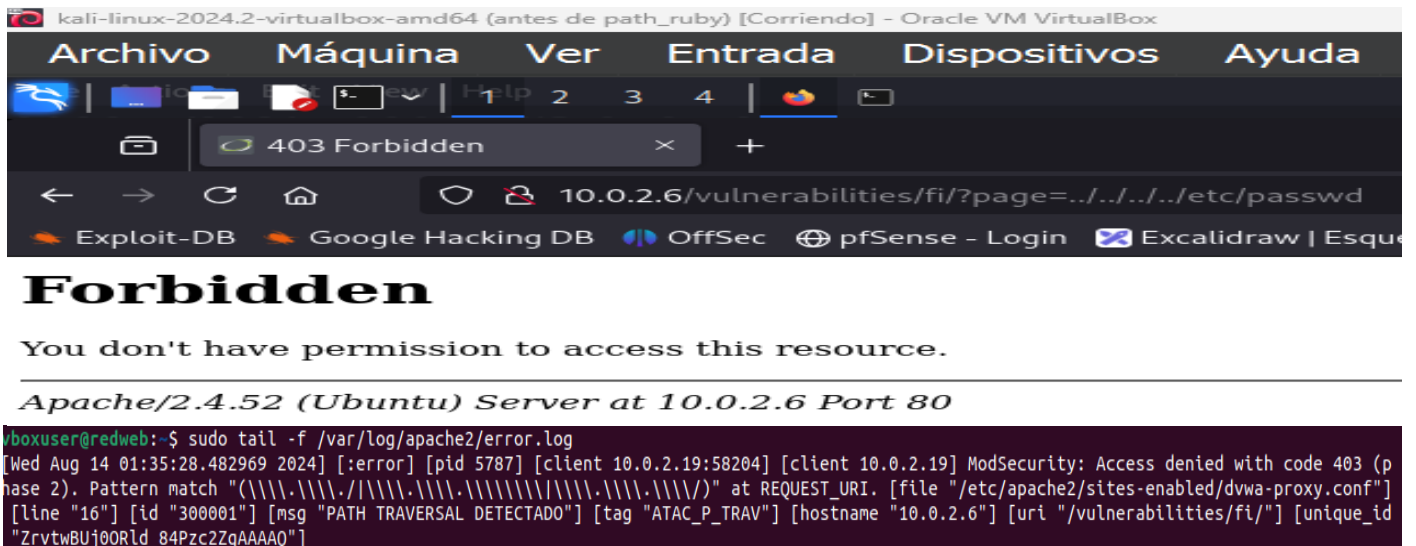 kali-linux-2024.2-virtualbox-amd64 (antes de path_ruby) [Corriendo] - Oracle VM VirtualBox
Archivo Máquina Ver Entrada Dispositivos Ayuda
Help 1 2 3 4
403 Forbidden
10.0.2.6/vulnerabilities/fi/?page=../../../../etc/passwd
Exploit-DB Google Hacking DB OffSec pfSense - Login Excalidraw | Esque
Forbidden
You don't have permission to access this resource.
Apache/2.4.52 (Ubuntu) Server at 10.0.2.6 Port 80
vboxuser@redweb:~$ sudo tail -f /var/log/apache2/error.log
[Wed Aug 14 01:35:28.482969 2024] [:error] [pid 5787] [client 10.0.2.19:58204] [client 10.0.2.19] ModSecurity: Access denied with code 403 (p
hase 2). Pattern match "(\\\\.\\\\./|\\\\.\\\\.\\\\\\\\|\\\\.\\\\.\\\\/)" at REQUEST_URI. [file "/etc/apache2/sites-enabled/dvwa-proxy.conf"]
[line "16"] [id "300001"] [msg "PATH TRAVERSAL DETECTADO"] [tag "ATAC_P_TRAV"] [hostname "10.0.2.6"] [uri "/vulnerabilities/fi/"] [unique_id
"ZrvtwBUj0ORld_84Pzc2ZgAAAAQ"]